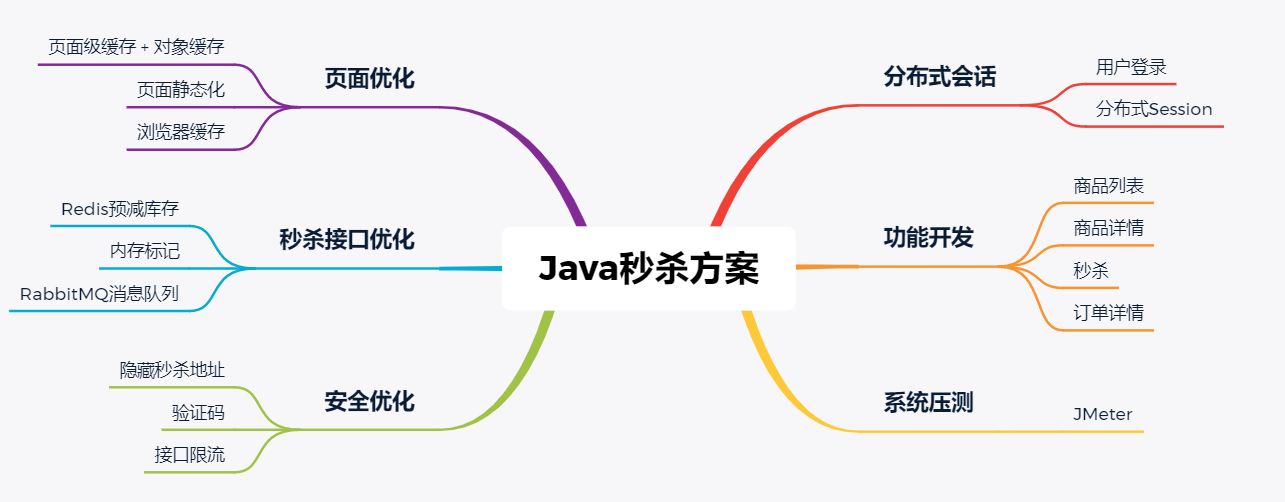 Java秒杀方案
分布式会话
用户登录
分布式Session
功能开发
商品列表
商品详情
秒杀
订单详情
系统压测
JMeter
页面优化
页面级缓存 + 对象缓存
页面静态化
浏览器缓存
秒杀接口优化
Redis预减库存
内存标记
RabbitMQ消息队列
安全优化
隐藏秒杀地址
验证码
接口限流